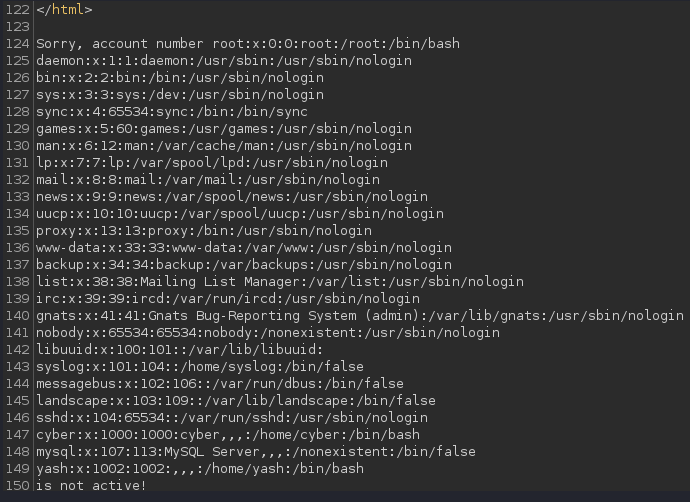 122 </html>
123
124 Sorry, account number root:x:0:0:root:/root:/bin/bash
125 daemon:x:1:1:daemon:/usr/sbin:/usr/sbin/nologin
126 bin:x:2:2:bin:/bin:/usr/sbin/nologin
127 sys:x:3:3:sys:/dev:/usr/sbin/nologin
128 sync:x:4:65534:sync:/bin:/bin/sync
129 games:x:5:60:games:/usr/games:/usr/sbin/nologin
130 man:x:6:12:man:/var/cache/man:/usr/sbin/nologin
131 lp:x:7:7:lp:/var/spool/lpd:/usr/sbin/nologin
132 mail:x:8:8:mail:/var/mail:/usr/sbin/nologin
133 news:x:9:9:news:/var/spool/news:/usr/sbin/nologin
134 uucp:x:10:10:uucp:/var/spool/uucp:/usr/sbin/nologin
135 proxy:x:13:13:proxy:/bin:/usr/sbin/nologin
136 www-data:x:33:33:www-data:/var/www:/usr/sbin/nologin
137 backup:x:34:34:backup:/var/backups:/usr/sbin/nologin
138 list:x:38:38:Mailing List Manager:/var/list:/usr/sbin/nologin
139 irc:x:39:39:ircd:/var/run/ircd:/usr/sbin/nologin
140 gnats:x:41:41:Gnats Bug-Reporting System (admin):/var/lib/gnats:/usr/sbin/nologin
141 nobody:x:65534:65534:nobody:/nonexistent:/usr/sbin/nologin
142 libuuid:x:100:101::/var/lib/libuuid:
143 syslog:x:101:104::/home/syslog:/bin/false
144 messagebus:x:102:106::/var/run/dbus:/bin/false
145 landscape:x:103:109::/var/lib/landscape:/bin/false
146 sshd:x:104:65534::/var/run/sshd:/usr/sbin/nologin
147 cyber:x:1000:1000:cyber,,,:/home/cyber:/bin/bash
148 mysql:x:107:113:MySQL Server,,,:/nonexistent:/bin/false
149 yash:x:1002:1002:,,,:/home/yash:/bin/bash
150 is not active!